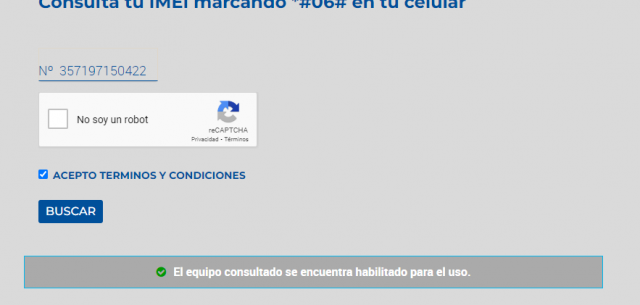 Consulta tu IMEI marcando *#06# en tu celular
Nº 357197150422
No soy un robot
reCAPTCHA
Privacidad - Términos
ACEPTO TERMINOS Y CONDICIONES
BUSCAR
El equipo consultado se encuentra habilitado para el uso.